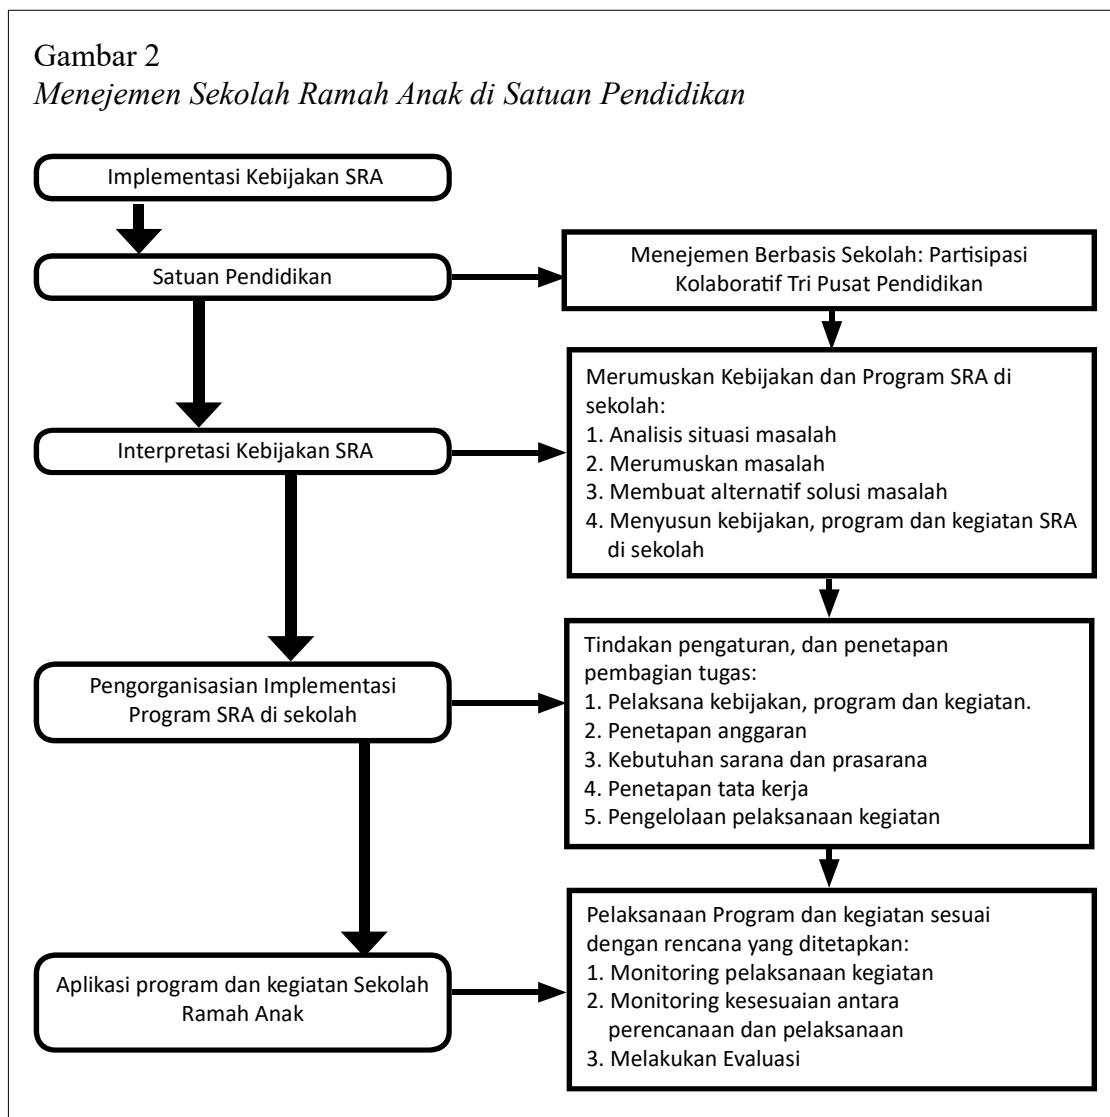 Gambar 2
Menejemen Sekolah Ramah Anak di Satuan Pendidikan
Implementasi Kebijakan SRA
Satuan Pendidikan
Menejemen Berbasis Sekolah: Partisipasi
Kolaboratif Tri Pusat Pendidikan
Interpretasi Kebijakan SRA
Merumuskan Kebijakan dan Program SRA di
sekolah:
1. Analisis situasi masalah
2. Merumuskan masalah
3. Membuat alternatif solusi masalah
4. Menyusun kebijakan, program dan kegiatan SRA
di sekolah
Pengorganisasian Implementasi
Program SRA di sekolah
Tindakan pengaturan, dan penetapan
pembagian tugas:
1. Pelaksana kebijakan, program dan kegiatan.
2. Penetapan anggaran
3. Kebutuhan sarana dan prasarana
4. Penetapan tata kerja
5. Pengelolaan pelaksanaan kegiatan
Aplikasi program dan kegiatan Sekolah
Ramah Anak
Pelaksanaan Program dan kegiatan sesuai
dengan rencana yang ditetapkan:
1. Monitoring pelaksanaan kegiatan
2. Monitoring kesesuaian antara
perencanaan dan pelaksanaan
3. Melakukan Evaluasi